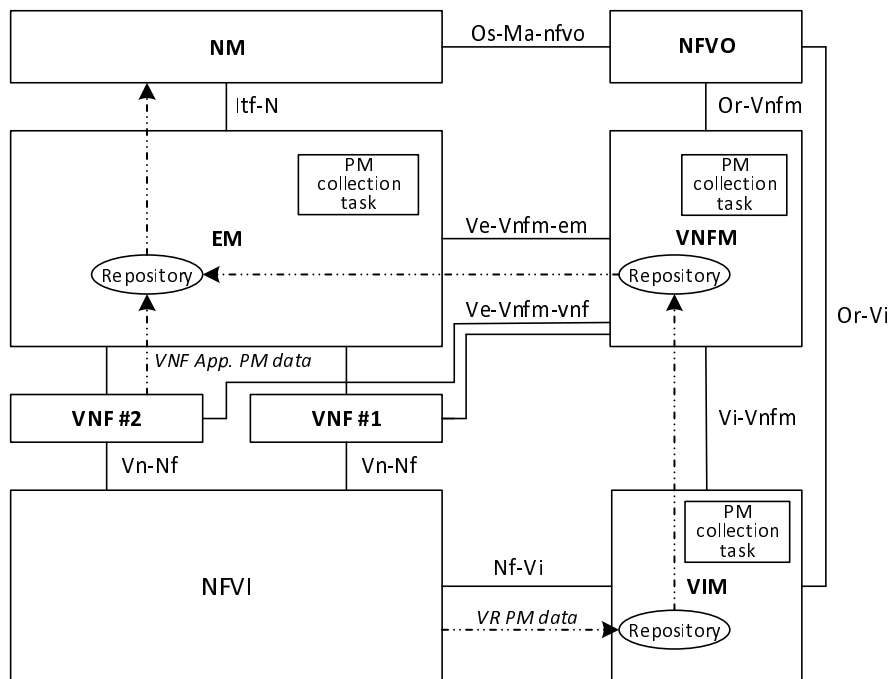 NM
Os-Ma-nfvo
NFVO
Itf-N
Or-Vnfm
PM
collection
task
PM
collection
task
EM
Ve-Vnfm-em
VNFM
Repository
Repository
Ve-Vnfm-vnf
Or-Vi
VNF App. PM data
VNF #2
VNF #1
Vi-Vnfm
Vn-Nf
Vn-Nf
PM
collection
task
Nf-Vi
NFVI
VIM
VR PM data
Repository